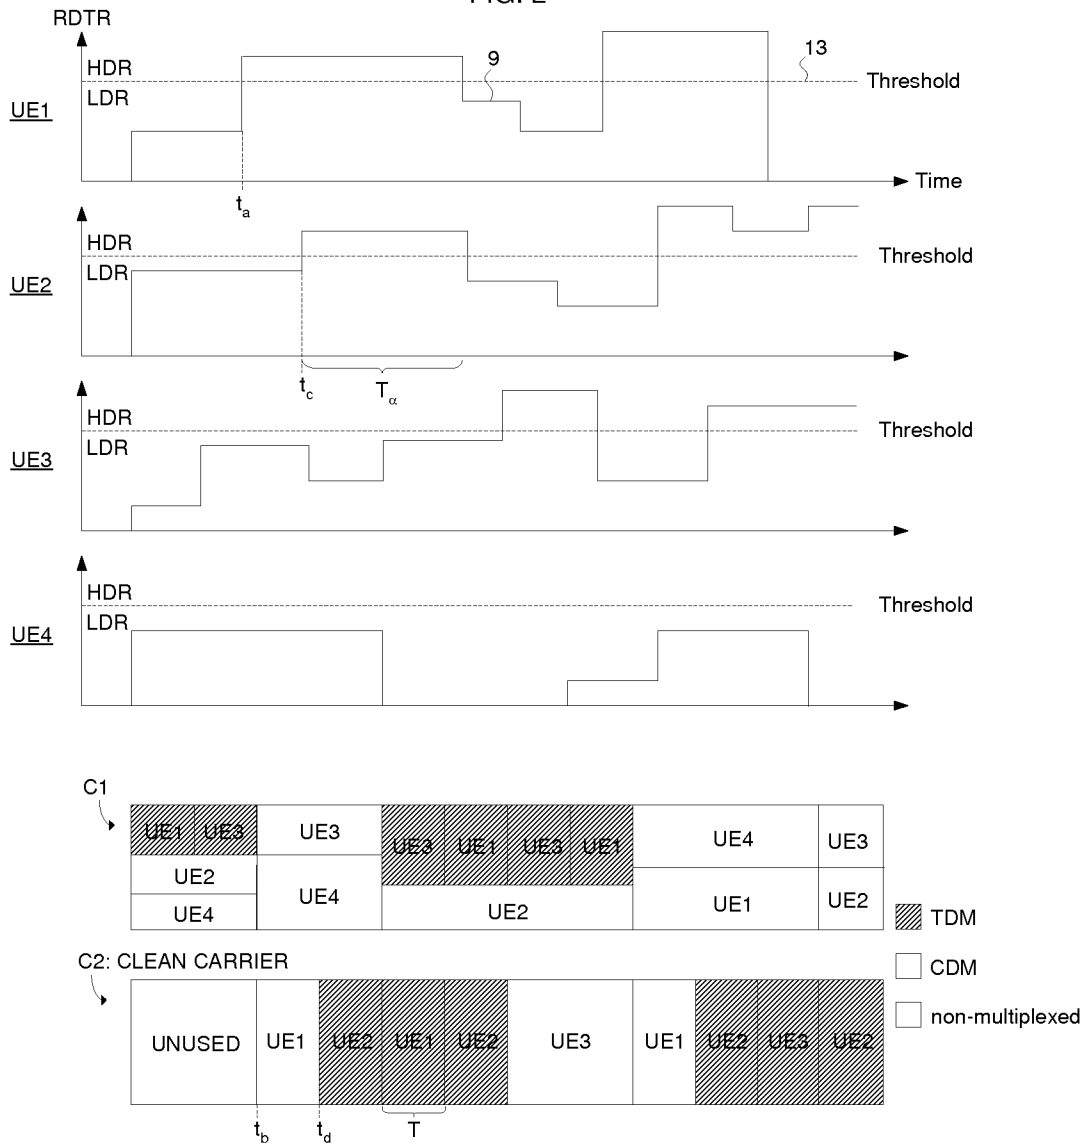 RDTR
HDR
LDR
UE1
9
13
Threshold
Time
ta
HDR
LDR
UE2
Threshold
tc
Tα
HDR
LDR
UE3
Threshold
HDR
LDR
UE4
Threshold
C1
UE1 UE3 UE3 UE3 UE1 UE3 UE1 UE4 UE3
UE2
UE4 UE4 UE2 UE1 UE2
TDM
C2: CLEAN CARRIER
CDM
non-multiplexed
UNUSED UE1 UE2 UE1 UE2 UE3 UE1 UE2 UE3 UE2
tb td T